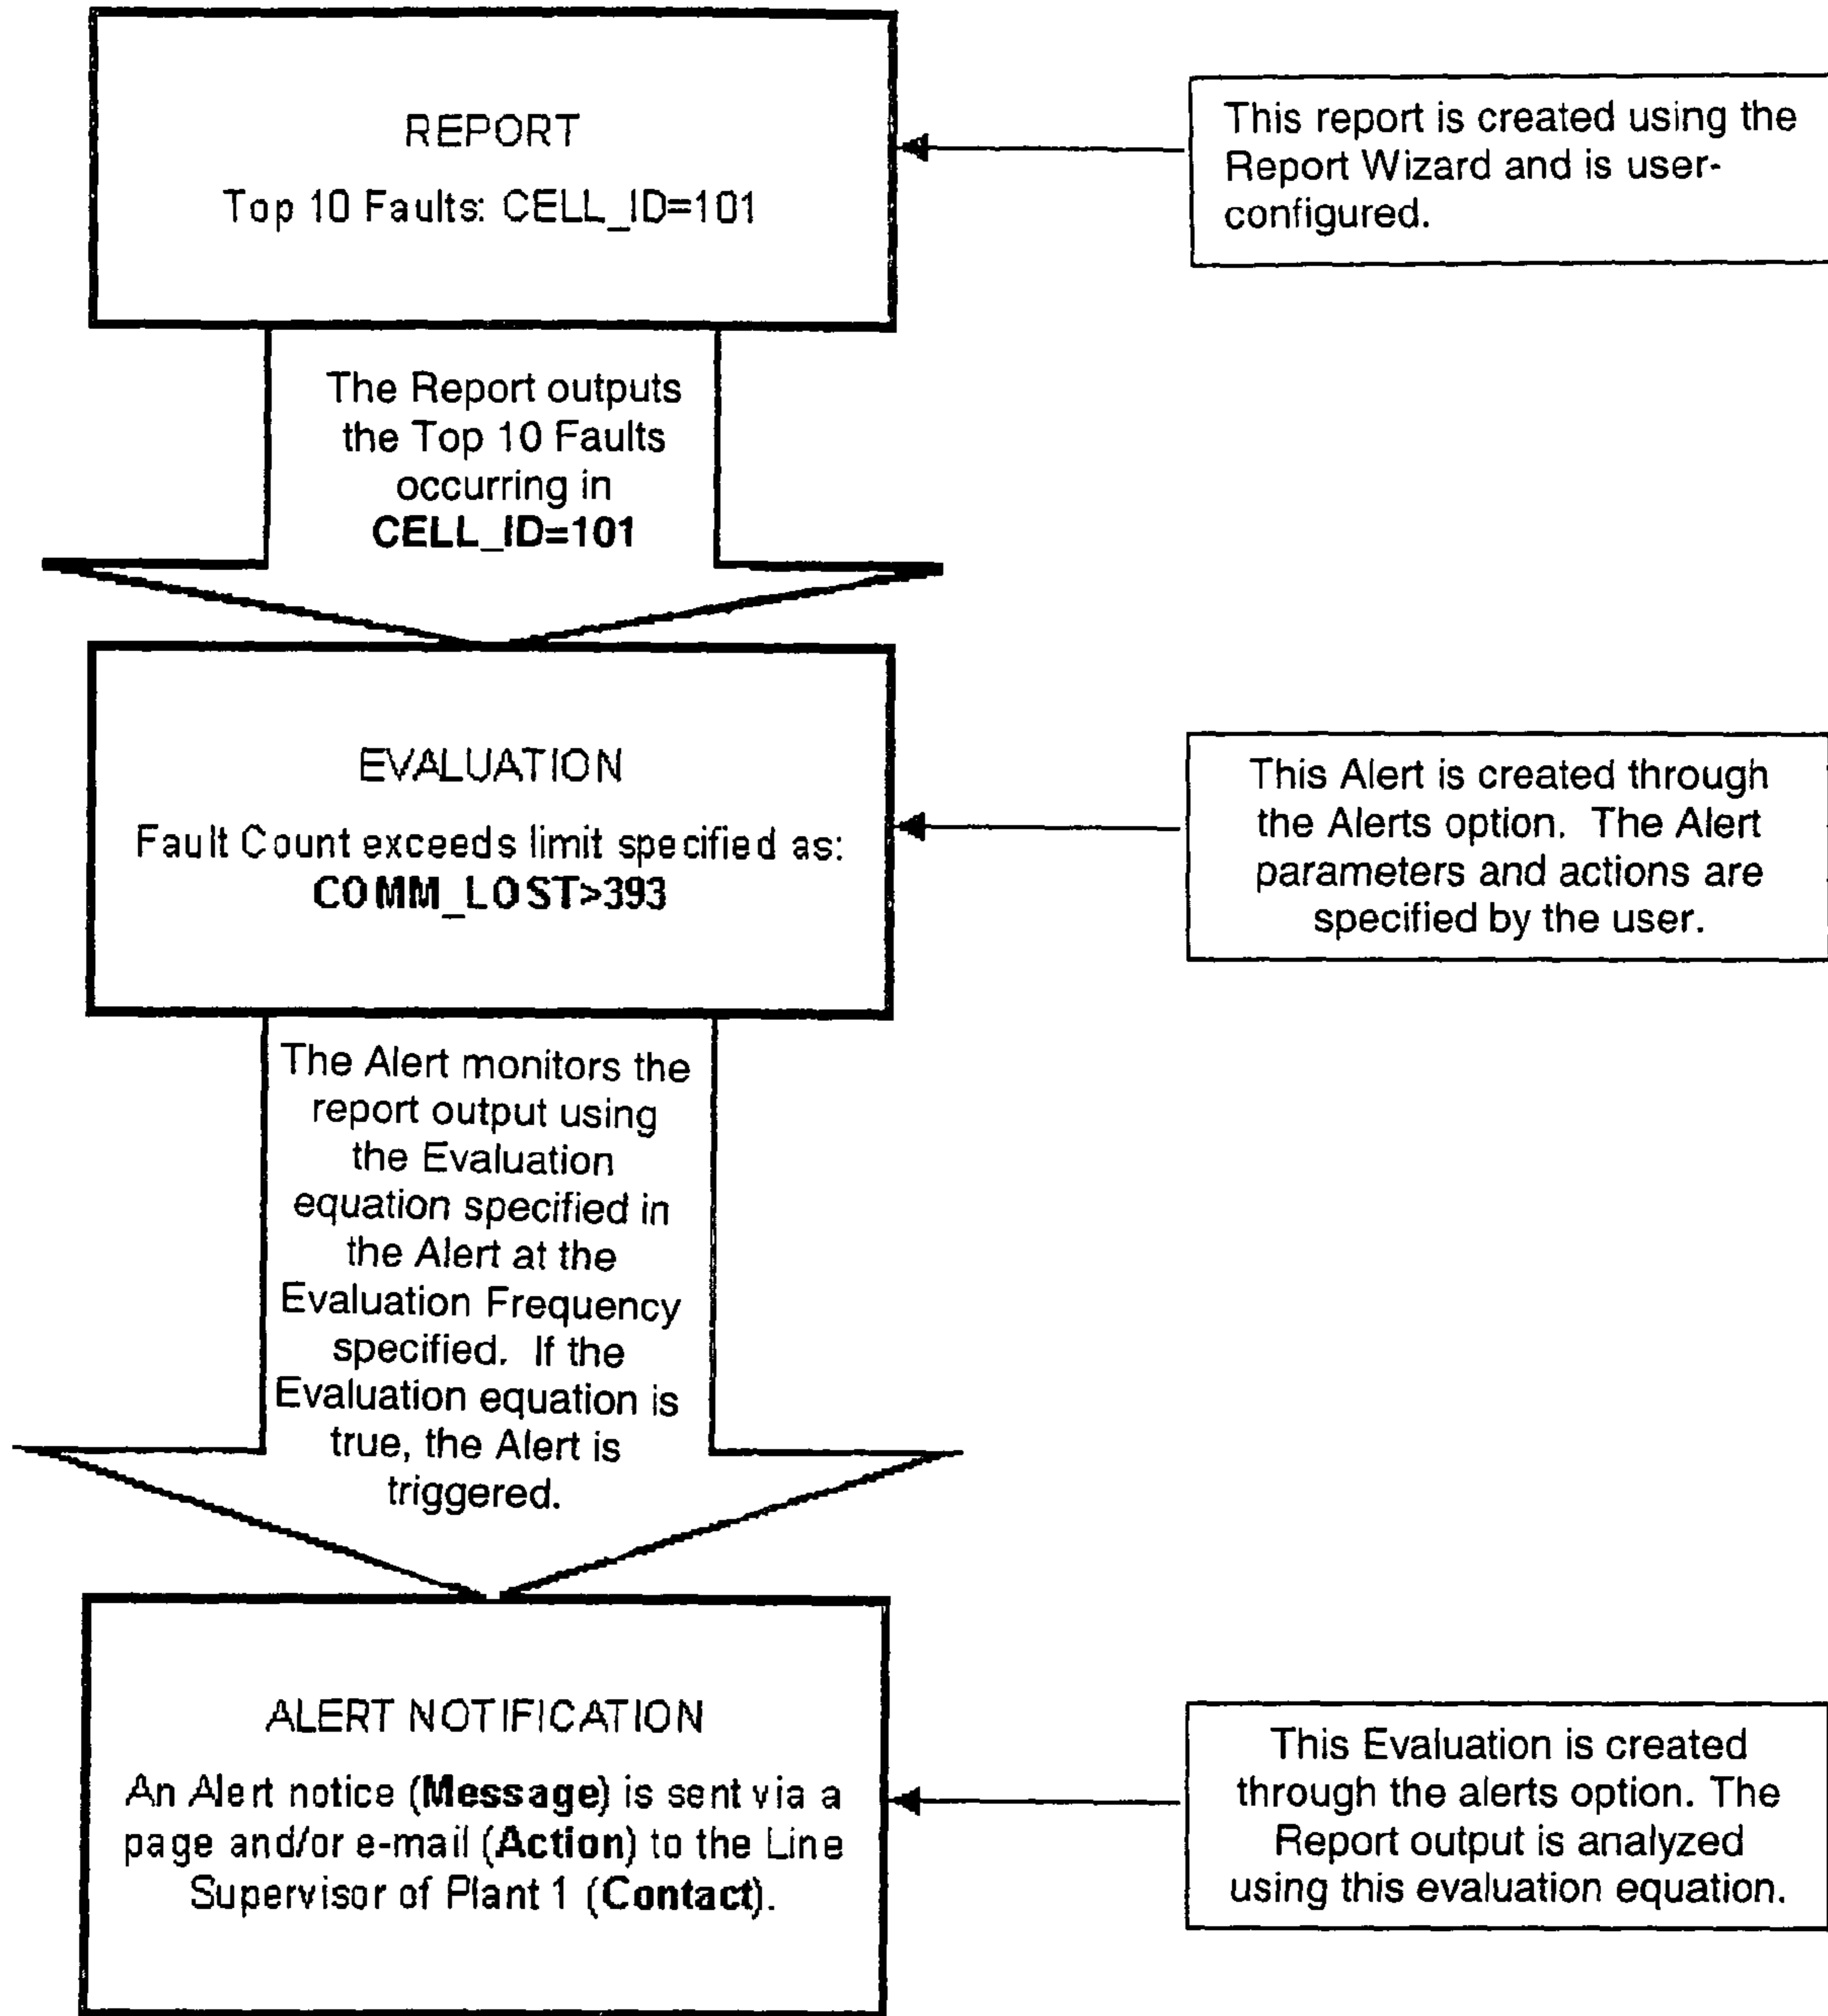 REPORT
Top 10 Faults: CELL_ID=101
This report is created using the
Report Wizard and is user-
configured.
The Report outputs
the Top 10 Faults
occurring in
CELL_ID=101
EVALUATION
Fault Count exceeds limit specified as:
COMM_LOST>393
This Alert is created through
the Alerts option. The Alert
parameters and actions are
specified by the user.
The Alert monitors the
report output using
the Evaluation
equation specified in
the Alert at the
Evaluation Frequency
specified. If the
Evaluation equation is
true, the Alert is
triggered.
ALERT NOTIFICATION
An Alert notice (Message) is sent via a
page and/or e-mail (Action) to the Line
Supervisor of Plant 1 (Contact).
This Evaluation is created
through the alerts option. The
Report output is analyzed
using this evaluation equation.